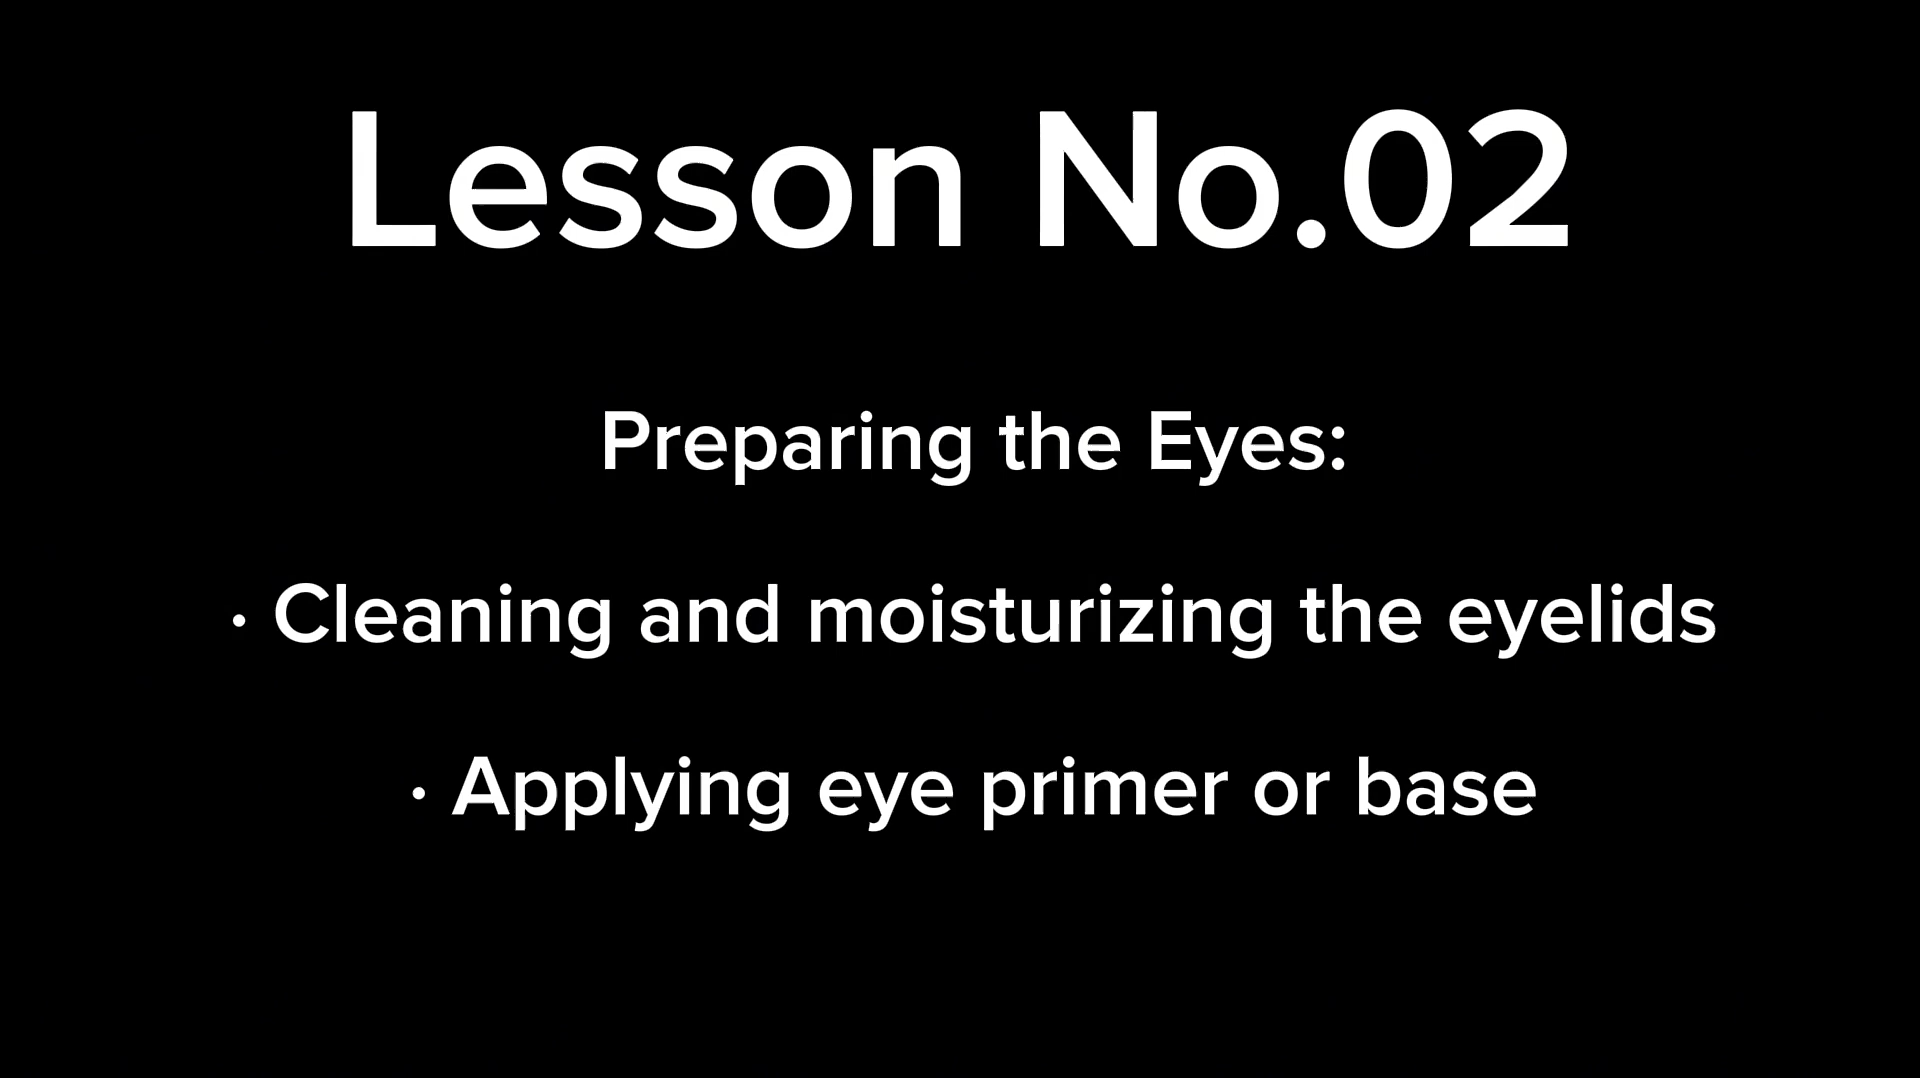 Lesson No.02
Preparing the Eyes:
• Cleaning and moisturizing the eyelids
• Applying eye primer or base